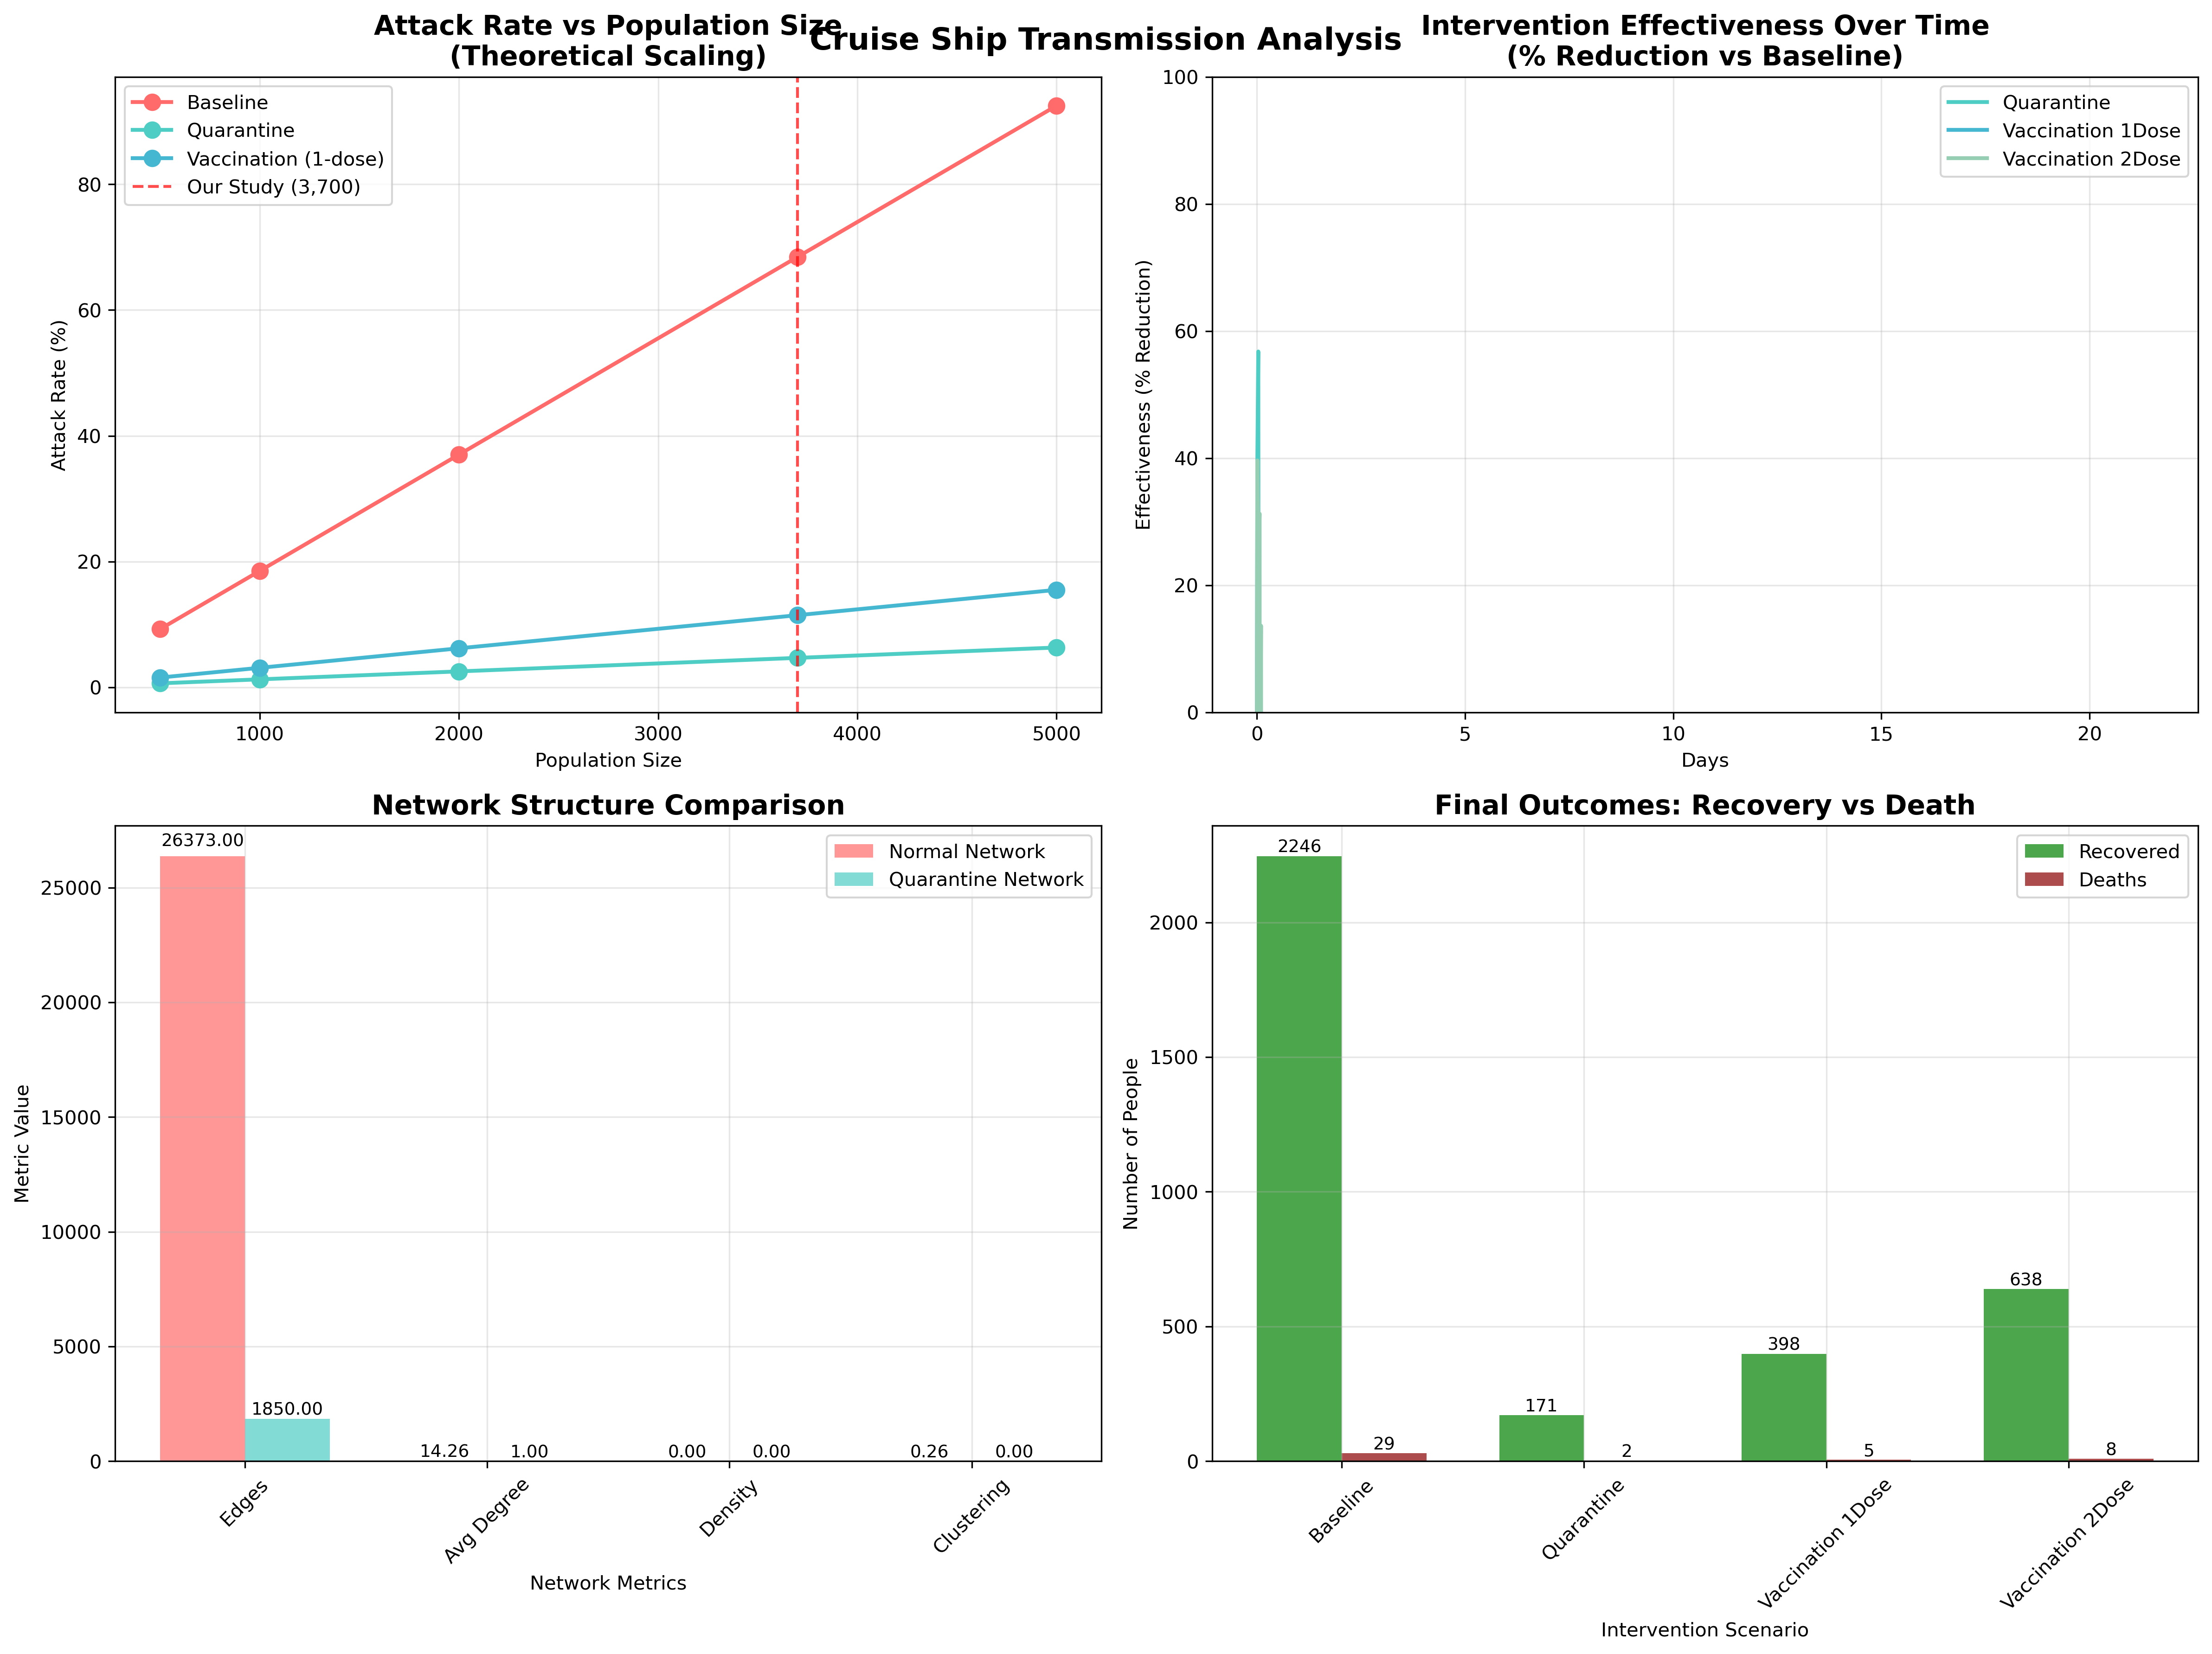 Cruise Ship Transmission Analysis
Attack Rate vs Population Size
(Theoretical Scaling)
Baseline
Quarantine
Vaccination (1-dose)
Our Study (3,700)
Attack Rate (%)
80
60
40
20
0
1000 2000 3000 4000 5000
Population Size
Intervention Effectiveness Over Time
(% Reduction vs Baseline)
Quarantine
Vaccination 1Dose
Vaccination 2Dose
Effectiveness (% Reduction)
100
80
60
40
20
0
0 5 10 15 20
Days
Network Structure Comparison
Normal Network
Quarantine Network
Metric Value
25000
20000
15000
10000
5000
0
26373.00
1850.00
14.26 1.00 0.00 0.00 0.26 0.00
Edges
Avg Degree
Density
Clustering
Network Metrics
Final Outcomes: Recovery vs Death
Recovered
Deaths
Number of People
2000
1500
1000
500
0
2246
29
171
2
398
5
638
8
Baseline
Quarantine
Vaccination 1Dose
Vaccination 2Dose
Intervention Scenario